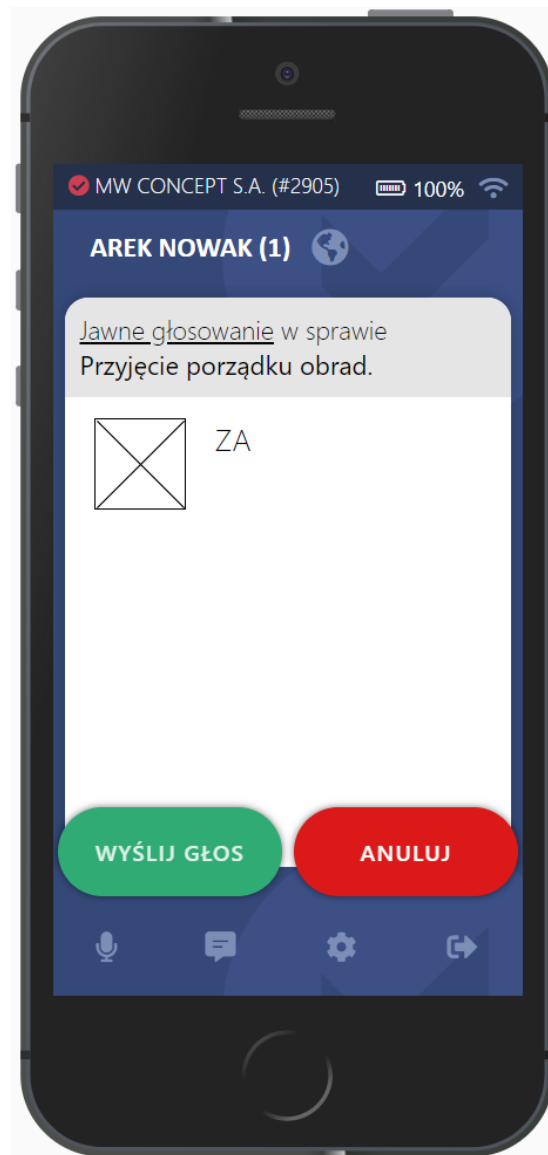 MW CONCEPT S.A. (#2905) 100%
AREK NOWAK (1)
Jawne głosowanie w sprawie
Przyjęcie porządku obrad.
ZA
WYŚLIJ GŁOS ANULUJ